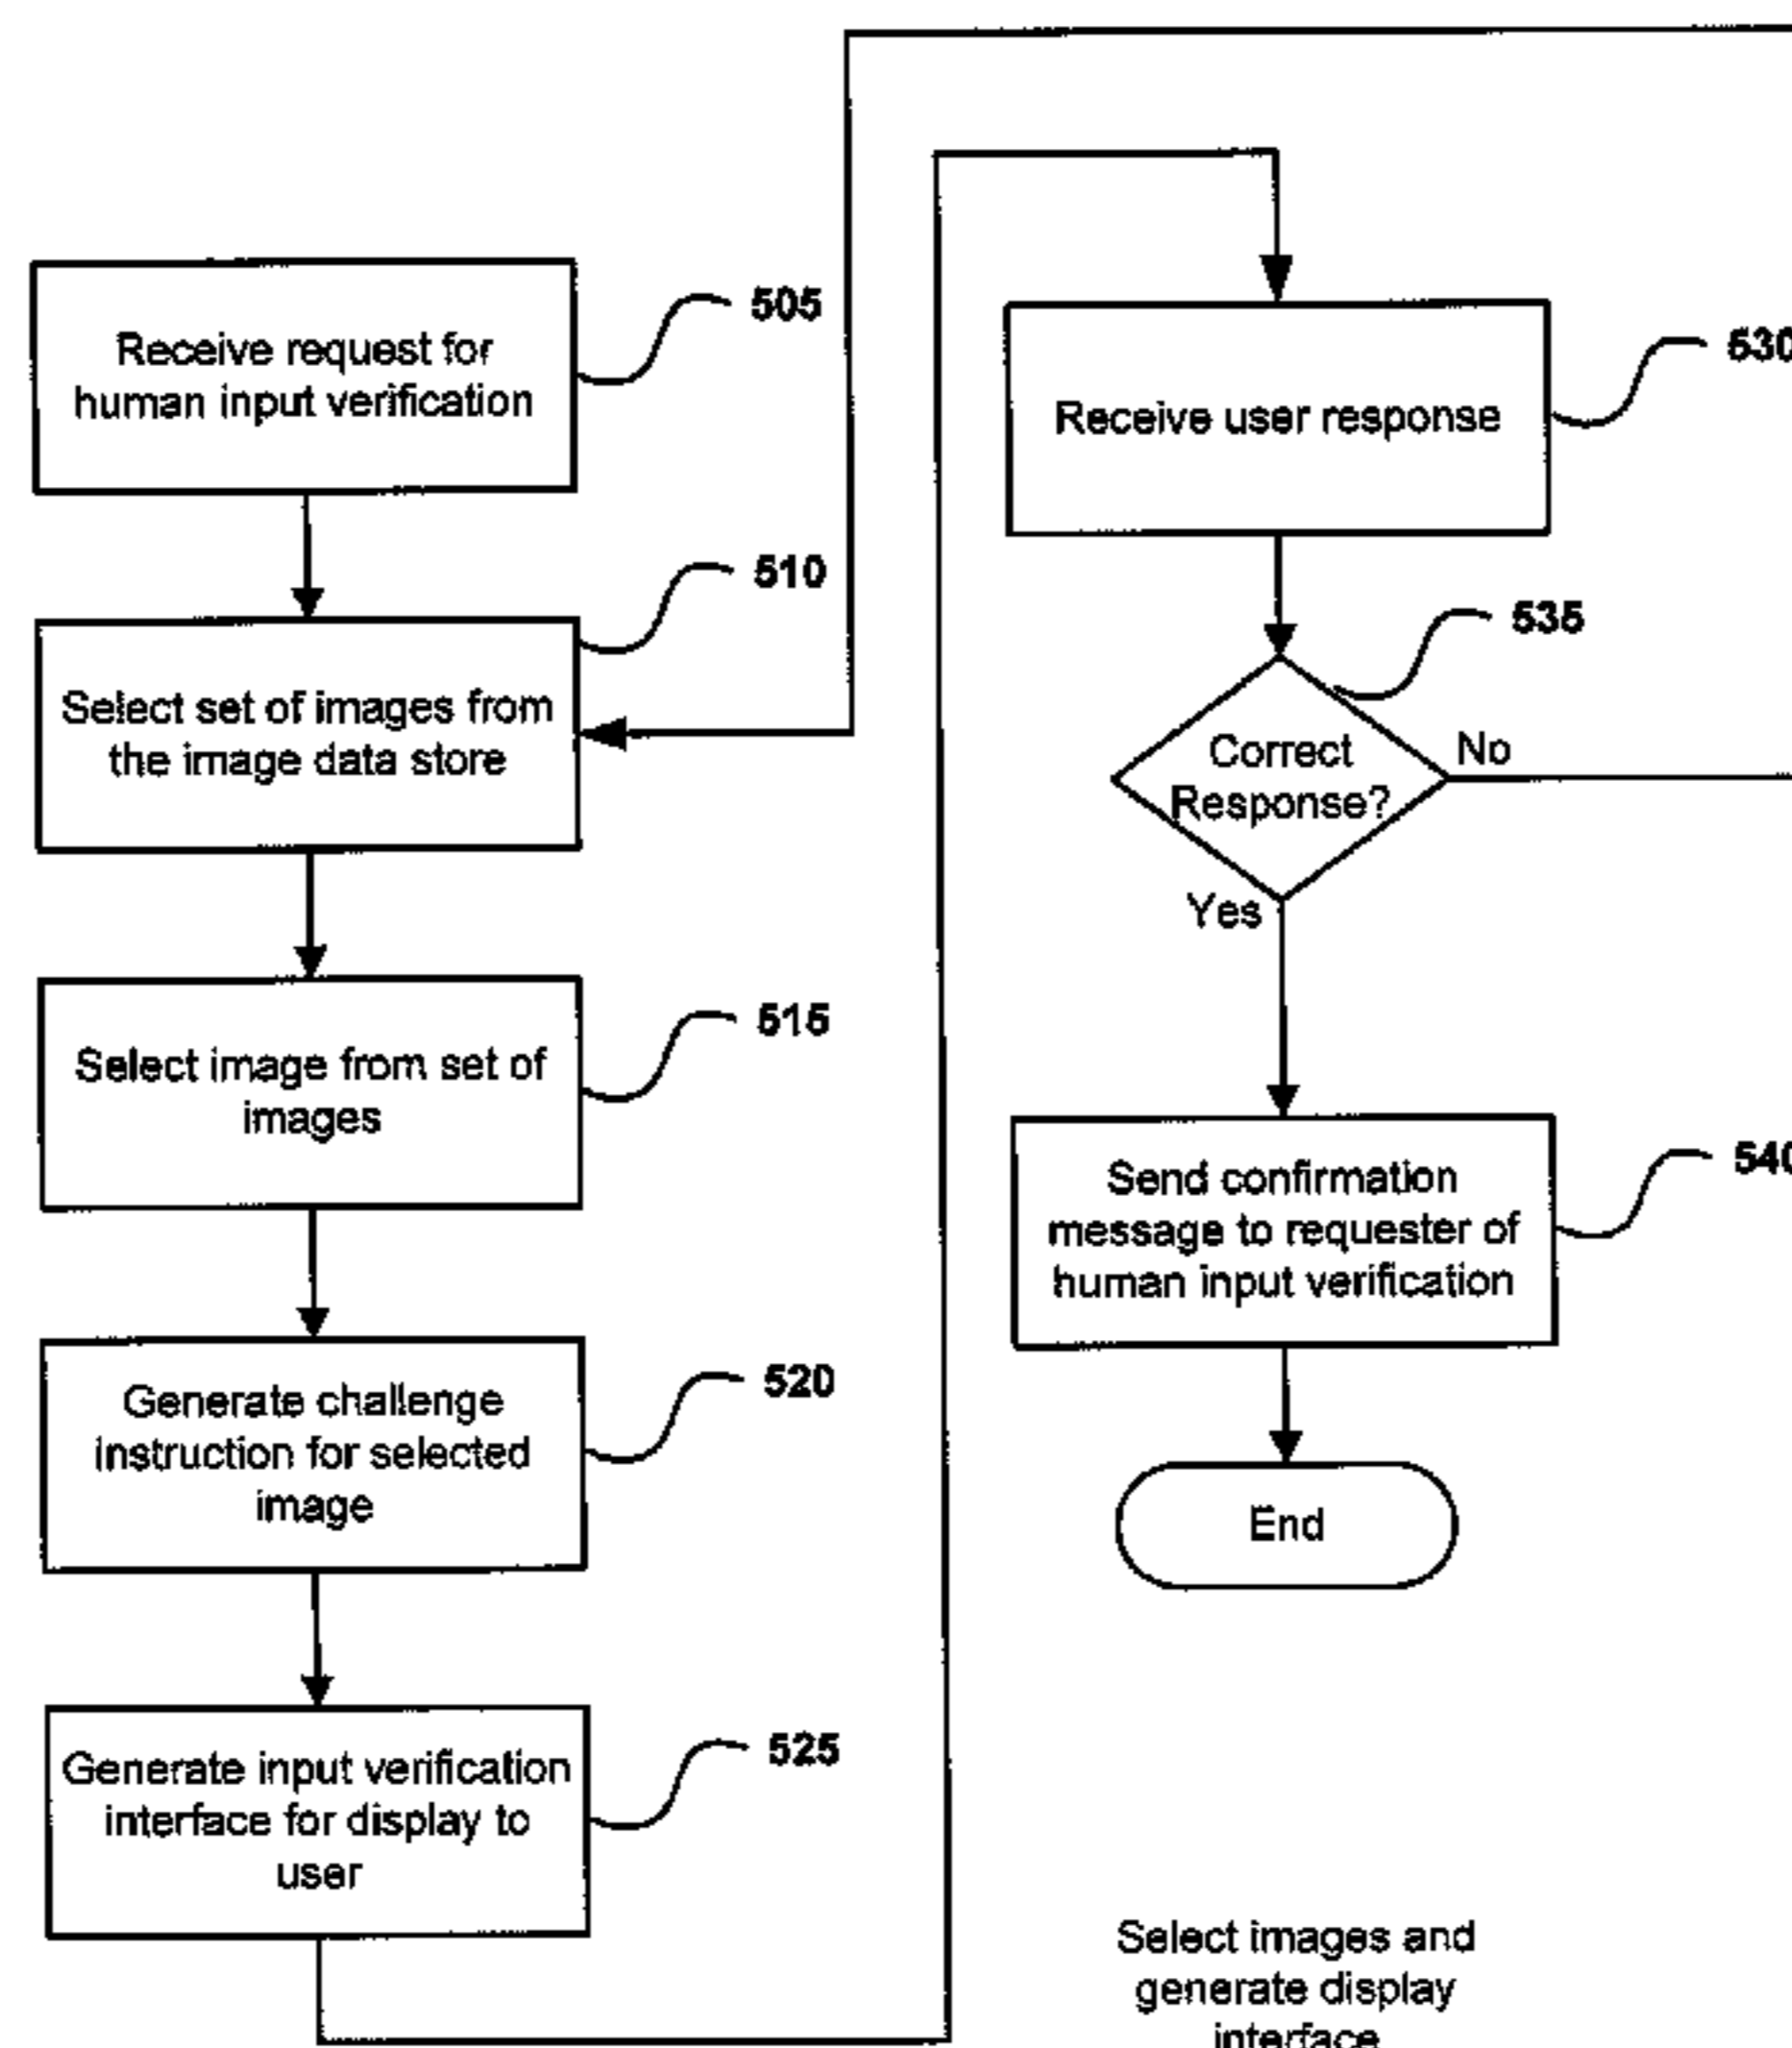 505
Receive request for
human input verification
510
Select set of images from
the image data store
515
Select image from set of
images
520
Generate challenge
instruction for selected
image
525
Generate input verification
interface for display to
user
530
Receive user response
535
Correct
Response?
No
Yes
540
Send confirmation
message to requester of
human input verification
End
Select images and
generate display
interface